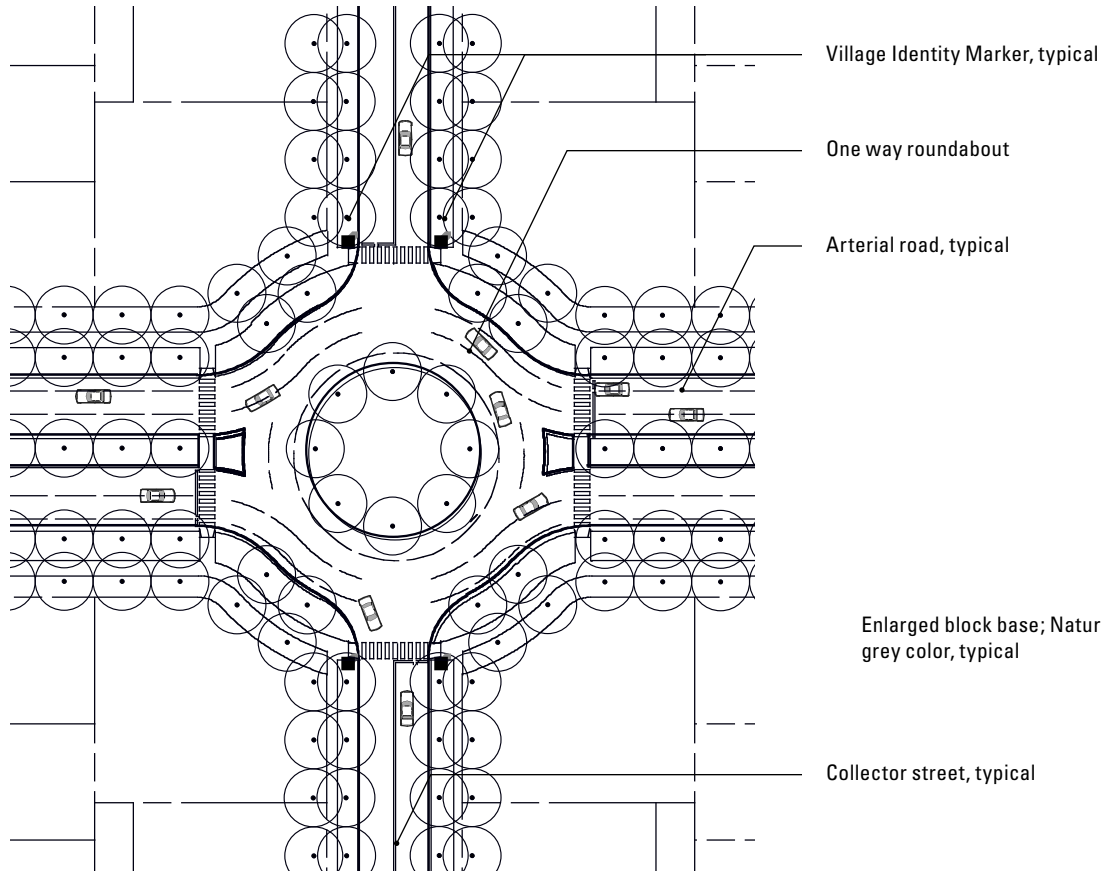 Village Identity Marker, typical
One way roundabout
Arterial road, typical
Enlarged block base; Natur
grey color, typical
Collector street, typical